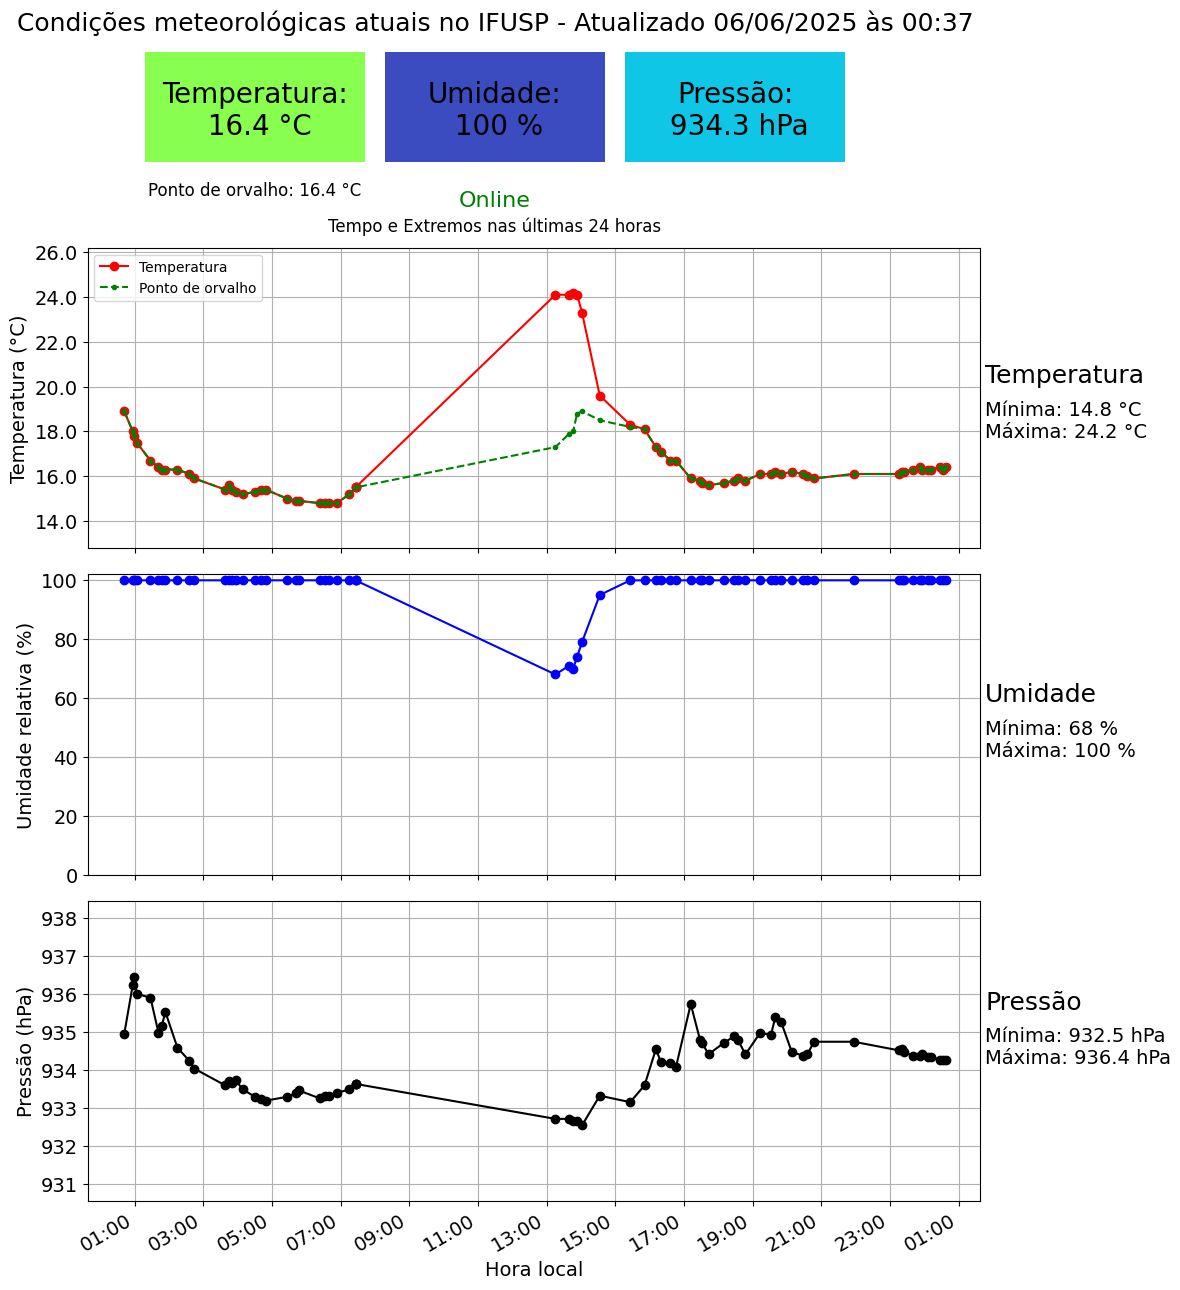 Condições meteorológicas atuais no IFUSP - Atualizado 06/06/2025 às 00:37
Temperatura:
16.4 °C
Umidade:
100 %
Pressão:
934.3 hPa
Ponto de orvalho: 16.4 °C
Online
Tempo e Extremos nas últimas 24 horas
Temperatura (°C)
26.0
24.0
22.0
20.0
18.0
16.0
14.0
Temperatura
Ponto de orvalho
Temperatura
Mínima: 14.8 °C
Máxima: 24.2 °C
Umidade relativa (%)
100
80
60
40
20
0
Umidade
Mínima: 68 %
Máxima: 100 %
Pressão (hPa)
938
937
936
935
934
933
932
931
Pressão
Mínima: 932.5 hPa
Máxima: 936.4 hPa
01:00 03:00 05:00 07:00 09:00 11:00 13:00 15:00 17:00 19:00 21:00 23:00 01:00
Hora local